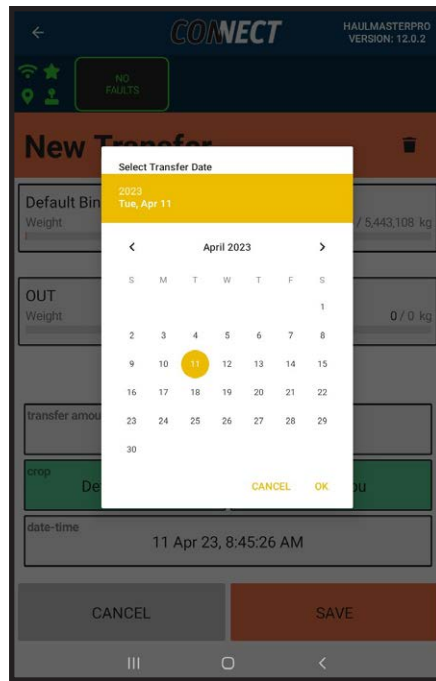 CONNECT
HAULMASTERPRO
VERSION: 12.0.2
NO
FAULTS
New Transfer
Select Transfer Date
2023
Tue, Apr 11
Default Bin
Weight
/ 5,443,108 kg
April 2023
S M T W T F S
1
2 3 4 5 6 7 8
9 10 11 12 13 14 15
16 17 18 19 20 21 22
23 24 25 26 27 28 29
30
CANCEL OK
OUT
Weight
0 / 0 kg
transfer amou
crop
De
ou
date-time
11 Apr 23, 8:45:26 AM
CANCEL
SAVE